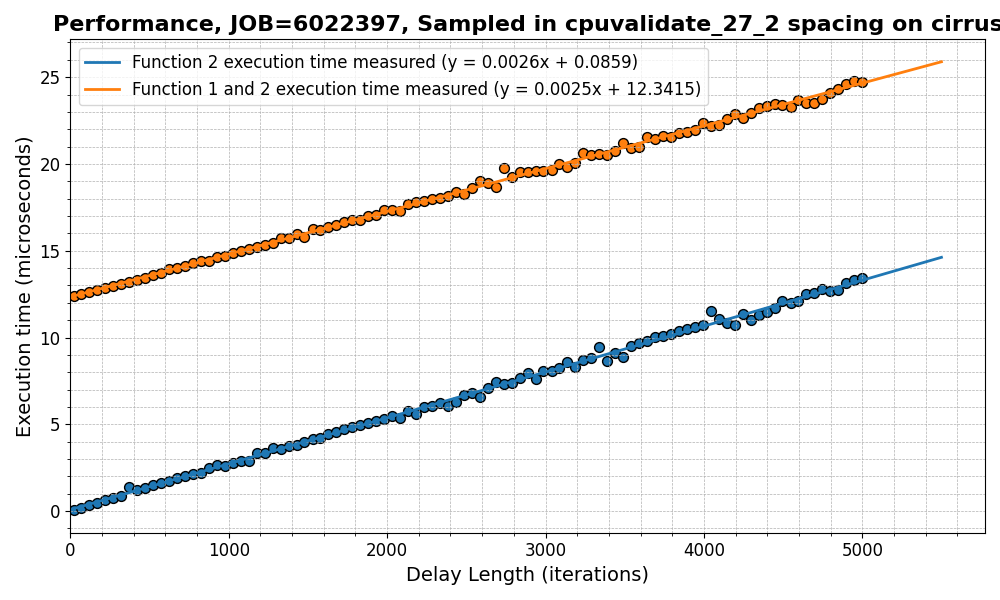 Performance, JOB=6022397, Sampled in cpuvalidate_27_2 spacing on cirrus
Function 2 execution time measured (y = 0.0026x + 0.0859)
Function 1 and 2 execution time measured (y = 0.0025x + 12.3415)
Execution time (microseconds)
25
20
15
10
5
0
0 1000 2000 3000 4000 5000
Delay Length (iterations)